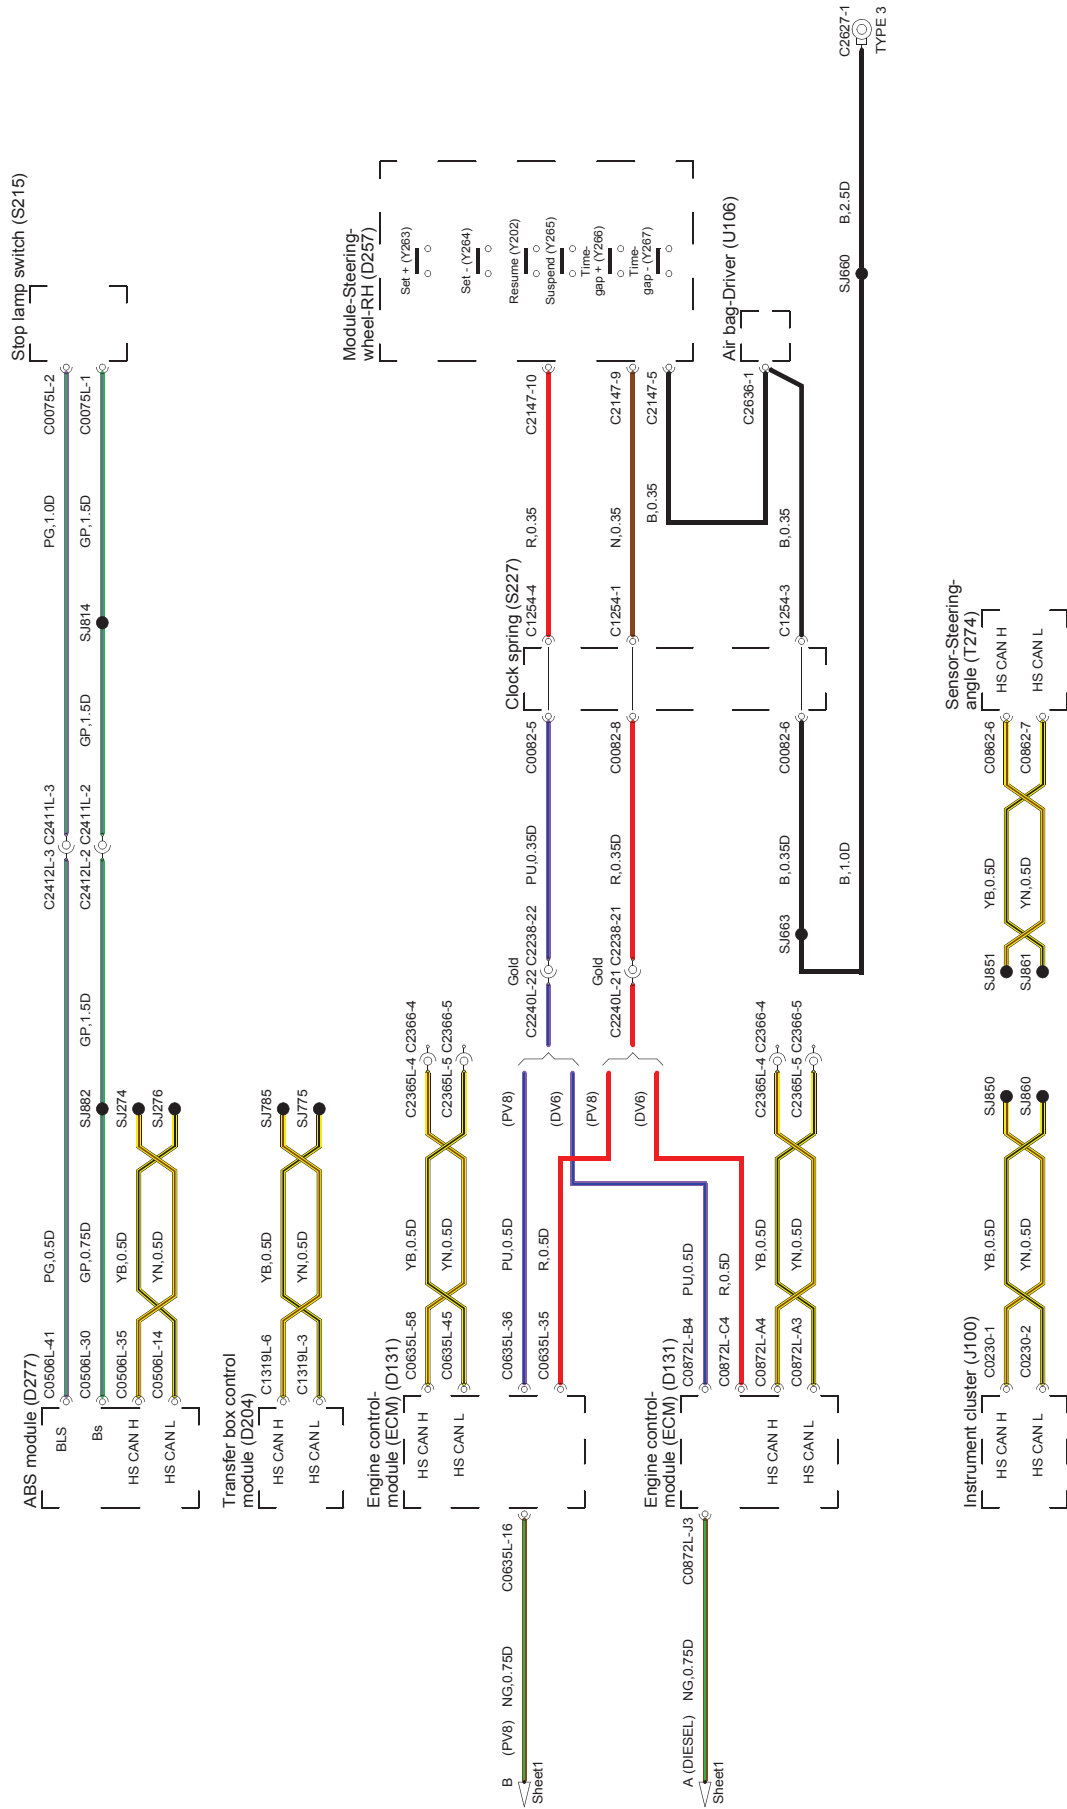 Stop lamp switch (S215)
C0075L-2
C0075L-1
PG,1.0D
GP,1.5D
SJ814
GP,1.5D
C2411L-3
C2411L-2
C2412L-3
C2412L-2
GP,1.5D
SJ882
SJ274
SJ276
PG,0.5D
GP,0.75D
YB,0.5D
YN,0.5D
C0506L-41
C0506L-30
C0506L-35
C0506L-14
ABS module (D277)
BLS
Bs
HS CAN H
HS CAN L
SJ785
SJ775
YB,0.5D
YN,0.5D
C1319L-6
C1319L-3
Transfer box control
module (D204)
HS CAN H
HS CAN L
Module-Steering-
wheel-RH (D257)
Set + (Y263)
Set - (Y264)
Resume (Y202)
Suspend (Y265)
Time-
gap + (Y266)
Time-
gap - (Y267)
C2147-10
C2147-9
C2147-5
R,0.35
N,0.35
B,0.35
C1254-4
C1254-1
C1254-3
Clock spring (S227)
C0082-5
C0082-8
C0082-6
PU,0.35D
R,0.35D
B,0.35D
Gold
C2238-22
C2240L-22
Gold
C2238-21
C2240L-21
(PV8)
(DV6)
(PV8)
(DV6)
C2366-4
C2366-5
C2365L-4
C2365L-5
YB,0.5D
YN,0.5D
PU,0.5D
R,0.5D
C0635L-58
C0635L-45
C0635L-36
C0635L-35
Engine control-
module (ECM) (D131)
HS CAN H
HS CAN L
C0635L-16
NG,0.75D
(PV8)
B
Sheet1
Air bag-Driver (U106)
C2636-1
B,0.35
SJ663
B,1.0D
SJ660
B,2.5D
C2627-1
TYPE 3
C2366-4
C2366-5
C2365L-4
C2365L-5
PU,0.5D
R,0.5D
YB,0.5D
YN,0.5D
C0872L-B4
C0872L-C4
C0872L-A4
C0872L-A3
Engine control-
module (ECM) (D131)
HS CAN H
HS CAN L
C0872L-J3
NG,0.75D
A (DIESEL)
Sheet1
Sensor-Steering-
angle (T274)
HS CAN H
HS CAN L
C0862-6
C0862-7
YB,0.5D
YN,0.5D
SJ851
SJ861
SJ850
SJ860
YB,0.5D
YN,0.5D
C0230-1
C0230-2
Instrument cluster (J100)
HS CAN H
HS CAN L